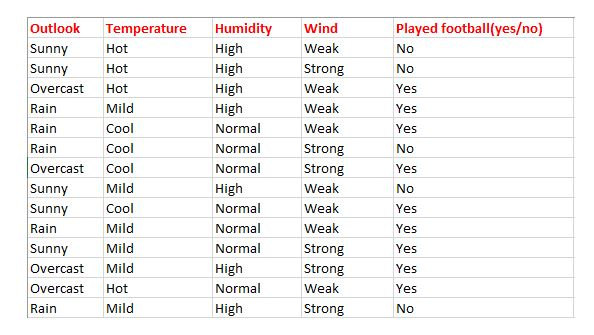 Outlook Temperature Humidity Wind Played football(yes/no)
Sunny Hot High Weak No
Sunny Hot High Strong No
Overcast Hot High Weak Yes
Rain Mild High Weak Yes
Rain Cool Normal Weak Yes
Rain Cool Normal Strong No
Overcast Cool Normal Strong Yes
Sunny Mild High Weak No
Sunny Cool Normal Weak Yes
Rain Mild Normal Weak Yes
Sunny Mild Normal Strong Yes
Overcast Mild High Strong Yes
Overcast Hot Normal Weak Yes
Rain Mild High Strong No